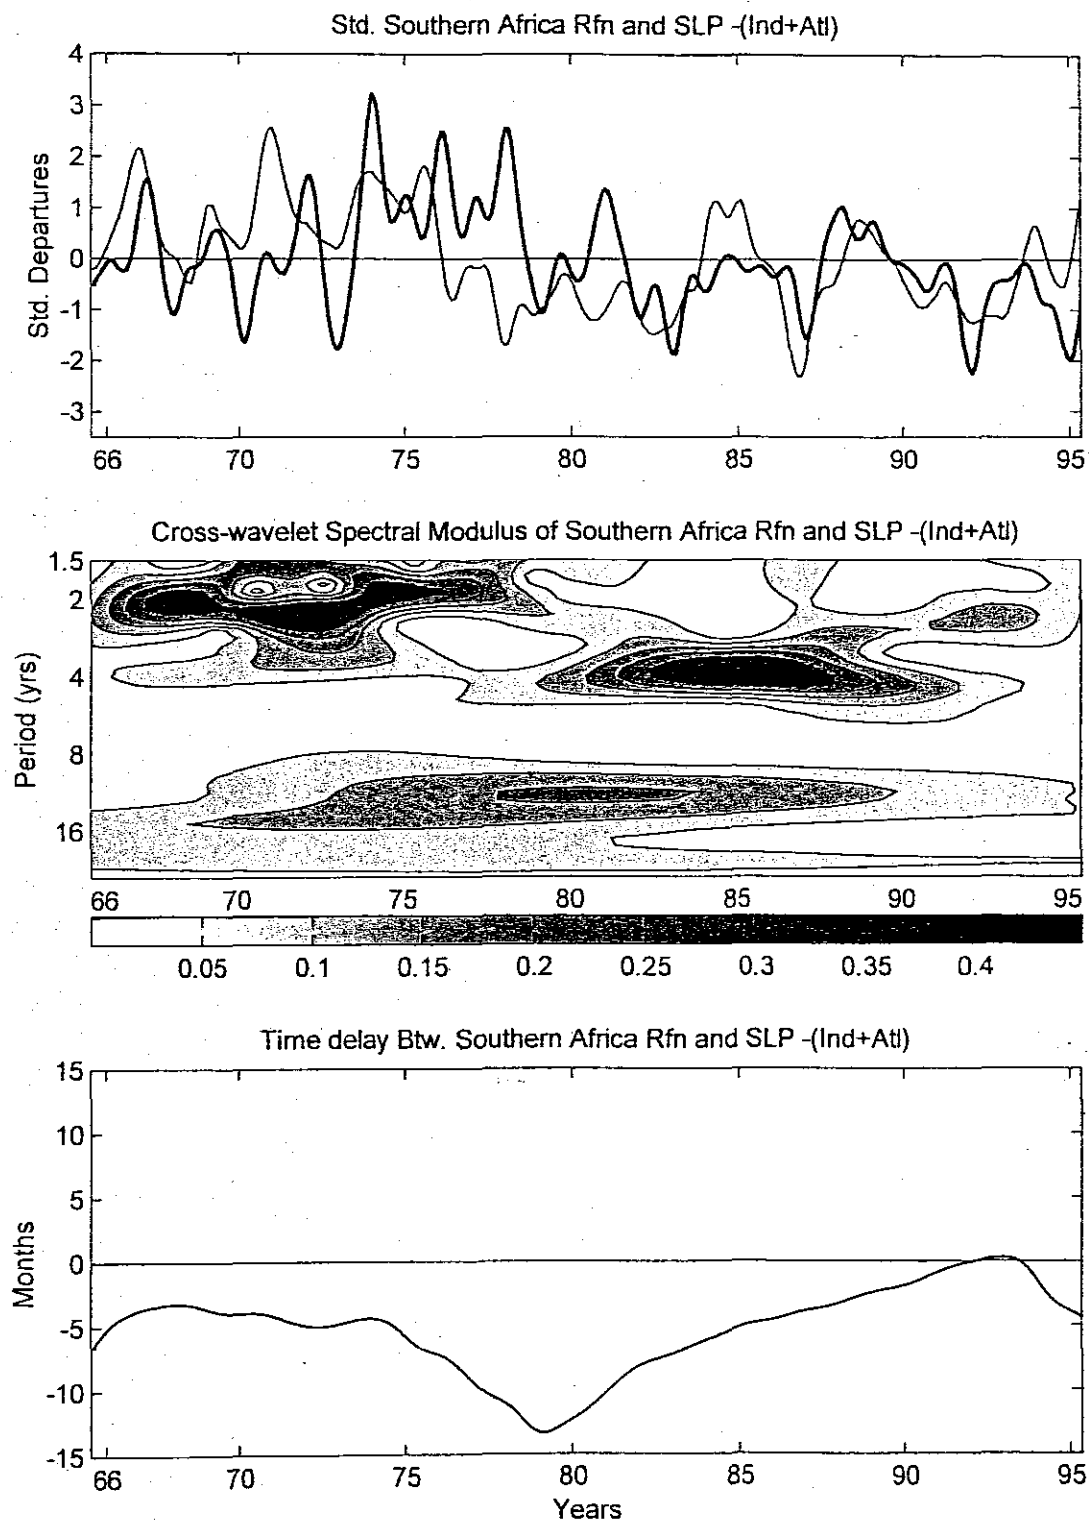 Std. Southern Africa Rfn and SLP -(Ind+Atl)
4
3
2
1
0
-1
-2
-3
Std. Departures
66 70 75 80 85 90 95
Cross-wavelet Spectral Modulus of Southern Africa Rfn and SLP -(Ind+Atl)
1.5
2
4
8
16
Period (yrs)
66 70 75 80 85 90 95
0.05 0.1 0.15 0.2 0.25 0.3 0.35 0.4
Time delay Btw. Southern Africa Rfn and SLP -(Ind+Atl)
15
10
5
0
-5
-10
-15
Months
66 70 75 80 85 90 95
Years